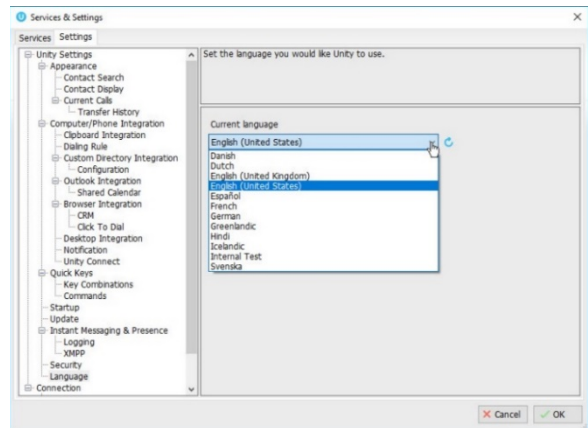 Services & Settings
Services Settings
Unity Settings
Appearance
Contact Search
Contact Display
Current Calls
Transfer History
Computer/Phone Integration
Clipboard Integration
Dialing Rule
Custom Directory Integration
Configuration
Outlook Integration
Shared Calendar
Browser Integration
CRM
Click To Dial
Desktop Integration
Notification
Unity Connect
Quick Keys
Key Combinations
Commands
Startup
Update
Instant Messaging & Presence
Logging
XMPP
Security
Language
Connection
Set the language you would like Unity to use.
Current language
English (United States)
Danish
Dutch
English (United Kingdom)
English (United States)
Español
French
German
Greenlandic
Hindi
Icelandic
Internal Test
Svenska
Cancel OK